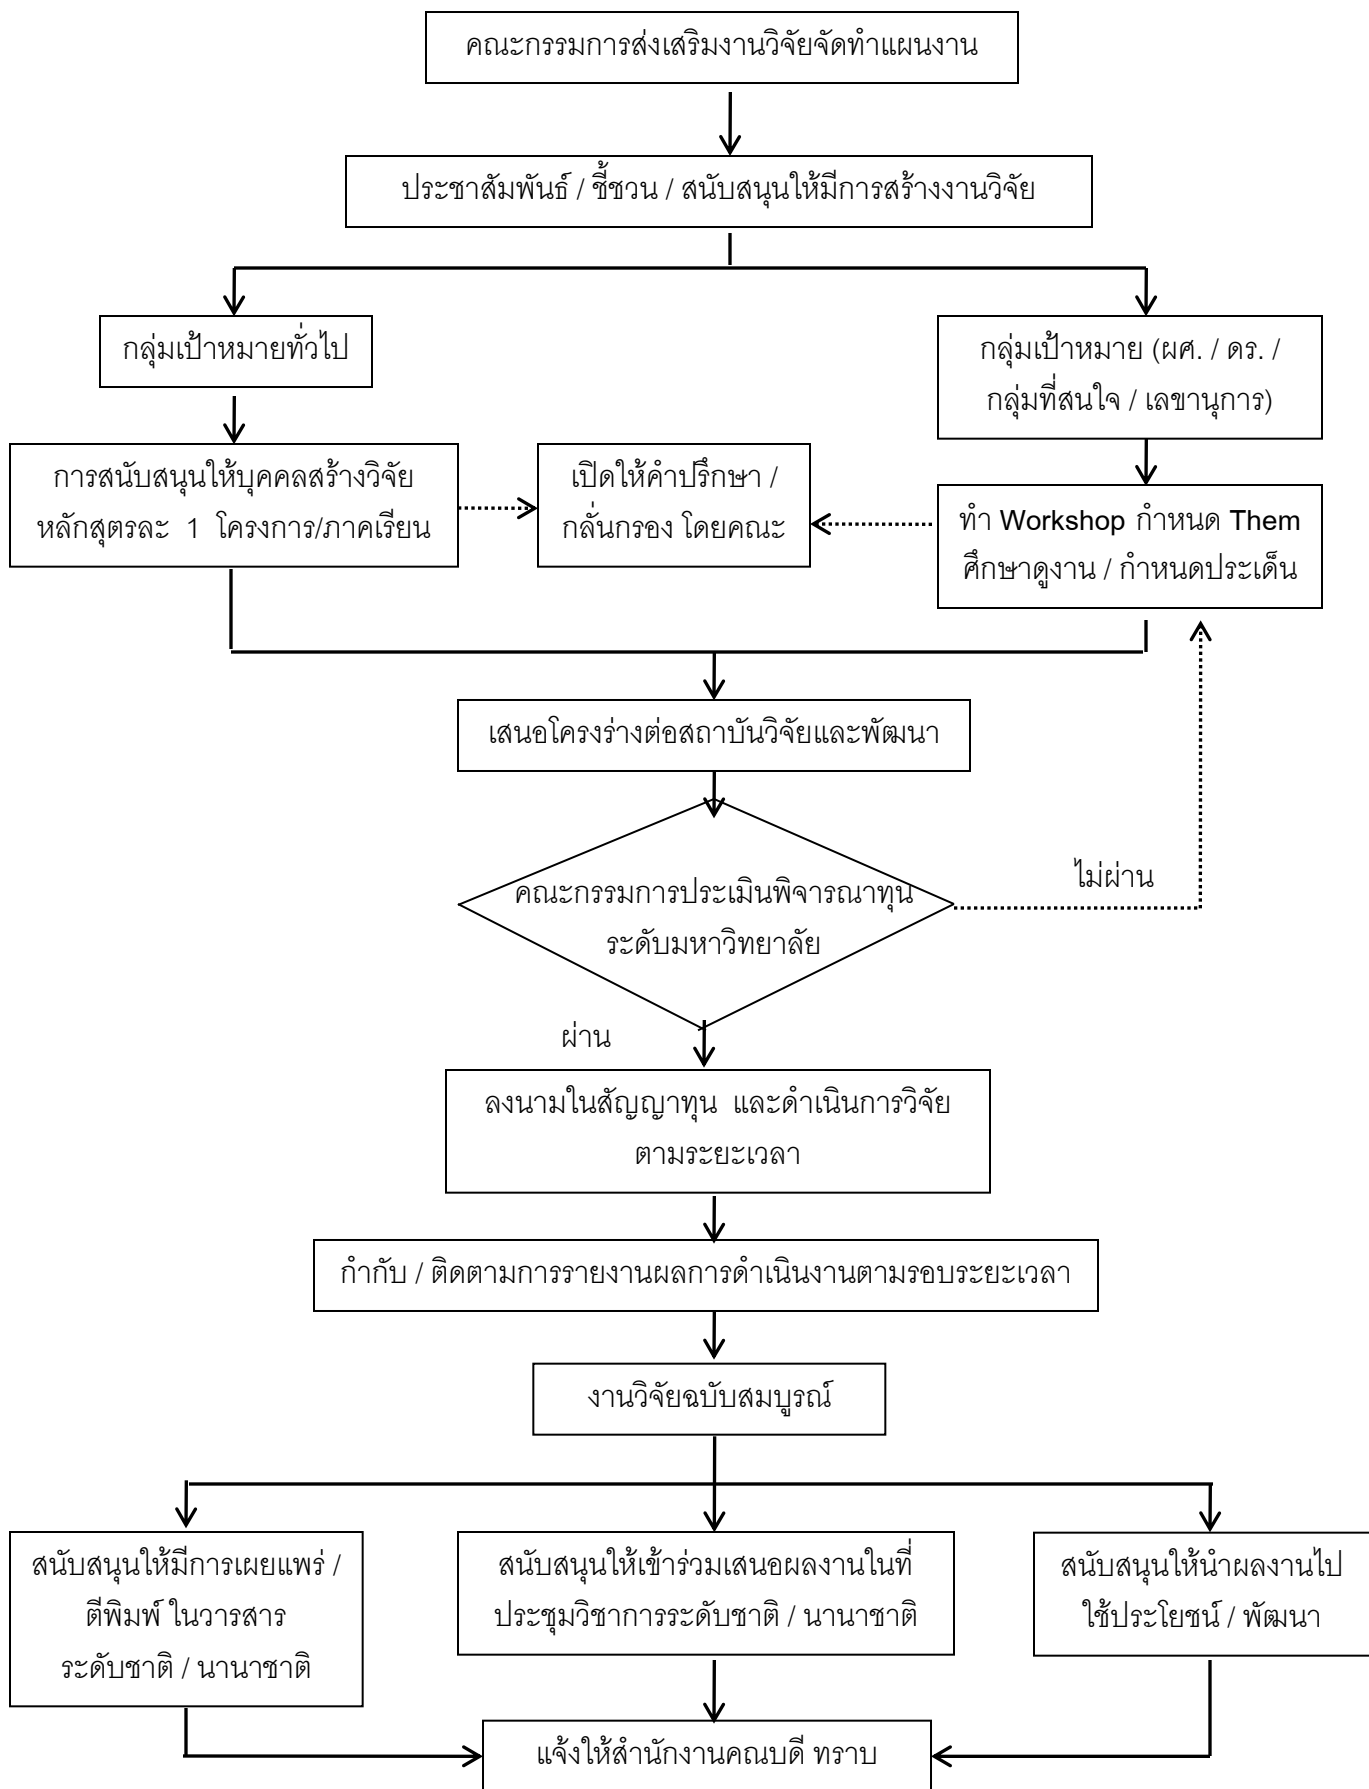 คณะกรรมการส่งเสริมงานวิจัยจัดทำแผนงาน
ประชาสัมพันธ์ / ชี้ชวน / สนับสนุนให้มีการสร้างงานวิจัย
กลุ่มเป้าหมายทั่วไป
กลุ่มเป้าหมาย (ผศ. / ดร. /
กลุ่มที่สนใจ / เลขานุการ)
การสนับสนุนให้บุคคลสร้างวิจัย
หลักสูตรละ 1 โครงการ/ภาคเรียน
เปิดให้คำปรึกษา /
กลั่นกรอง โดยคณะ
ทำ Workshop กำหนด Them
ศึกษาดูงาน / กำหนดประเด็น
เสนอโครงร่างต่อสถาบันวิจัยและพัฒนา
คณะกรรมการประเมินพิจารณาทุน
ระดับมหาวิทยาลัย
ไม่ผ่าน
ผ่าน
ลงนามในสัญญาทุน และดำเนินการวิจัย
ตามระยะเวลา
กำกับ / ติดตามการรายงานผลการดำเนินงานตามรอบระยะเวลา
งานวิจัยฉบับสมบูรณ์
สนับสนุนให้มีการเผยแพร่ /
ตีพิมพ์ ในวารสาร
ระดับชาติ / นานาชาติ
สนับสนุนให้เข้าร่วมเสนอผลงานในที่
ประชุมวิชาการระดับชาติ / นานาชาติ
สนับสนุนให้นำผลงานไป
ใช้ประโยชน์ / พัฒนา
แจ้งให้สำนักงานคณบดี ทราบ